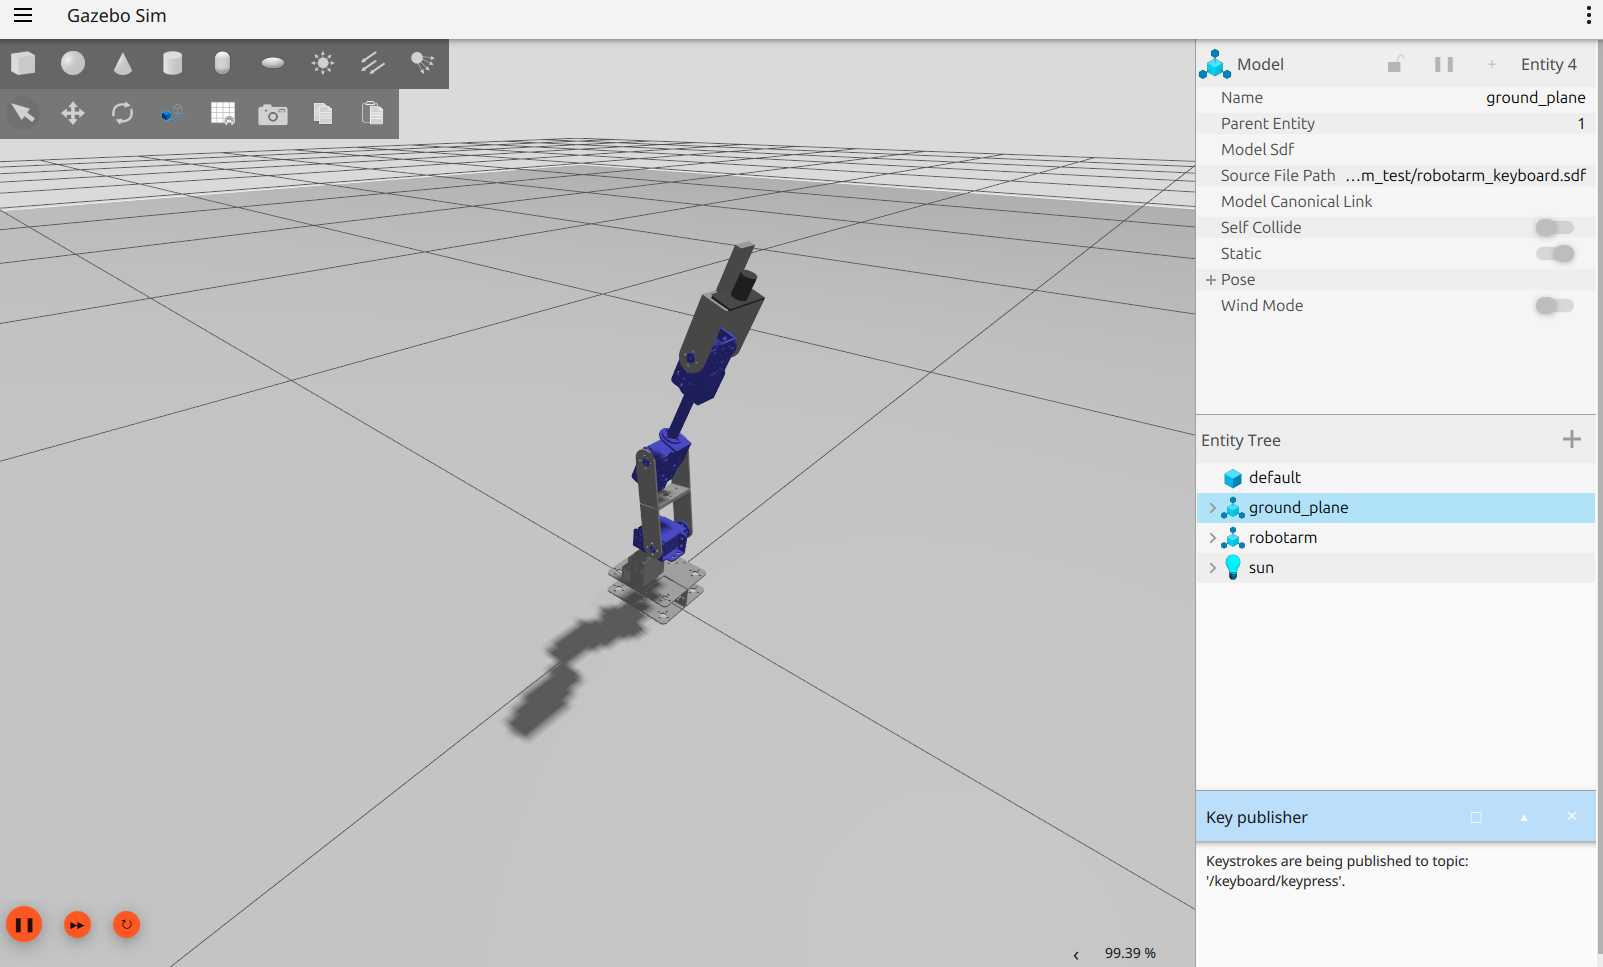 Gazebo Sim
Model
Entity 4
Name ground_plane
Parent Entity 1
Model Sdf
Source File Path ...m_test/robotarm_keyboard.sdf
Model Canonical Link
Self Collide
Static
+ Pose
Wind Mode
Entity Tree
default
ground_plane
robotarm
sun
Key publisher
Keystrokes are being published to topic:
'/keyboard/keypress'.
99.39 %